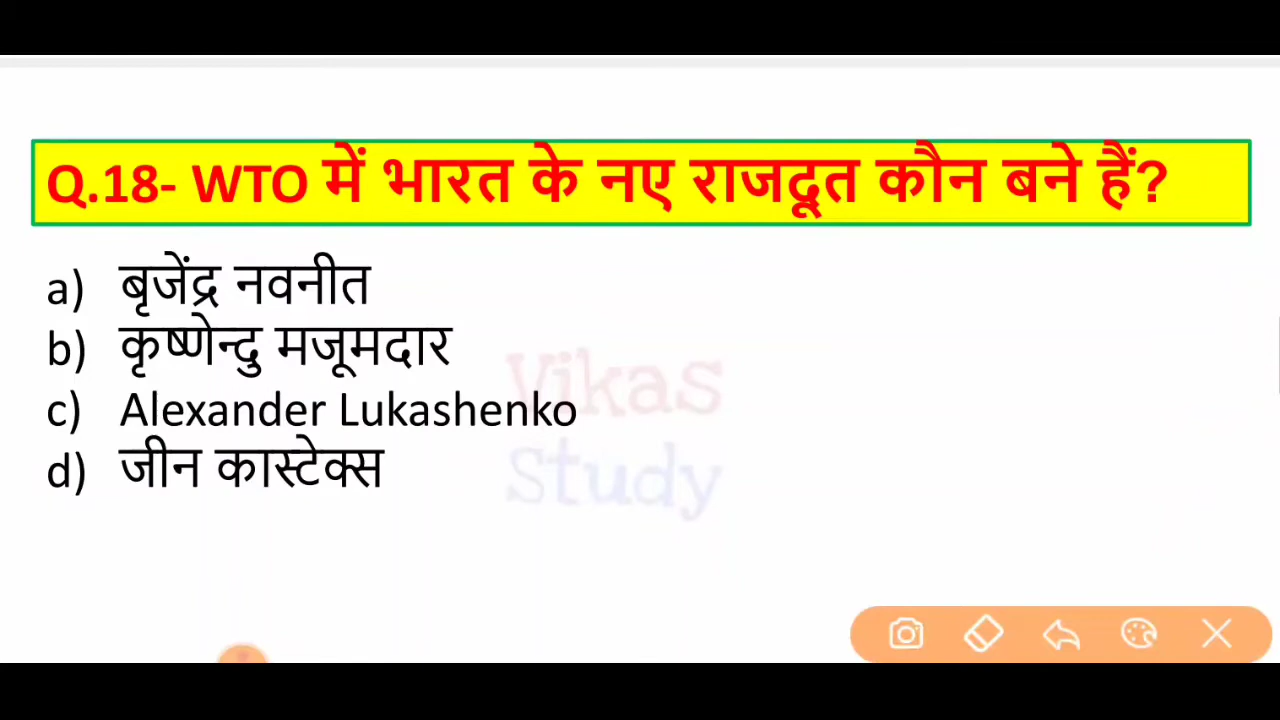 Q.18- WTO में भारत के नए राजदूत कौन बने हैं?
a) बृजेंद्र नवनीत
b) कृष्णेन्दु मजूमदार
c) Alexander Lukashenko
d) जीन कास्टेक्स
Vikas
Study